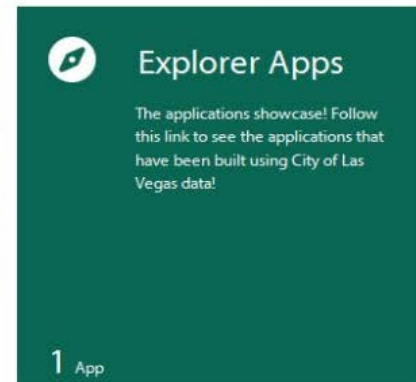 Explorer Apps
The applications showcase! Follow
this link to see the applications that
have been built using City of Las
Vegas data!
1 App